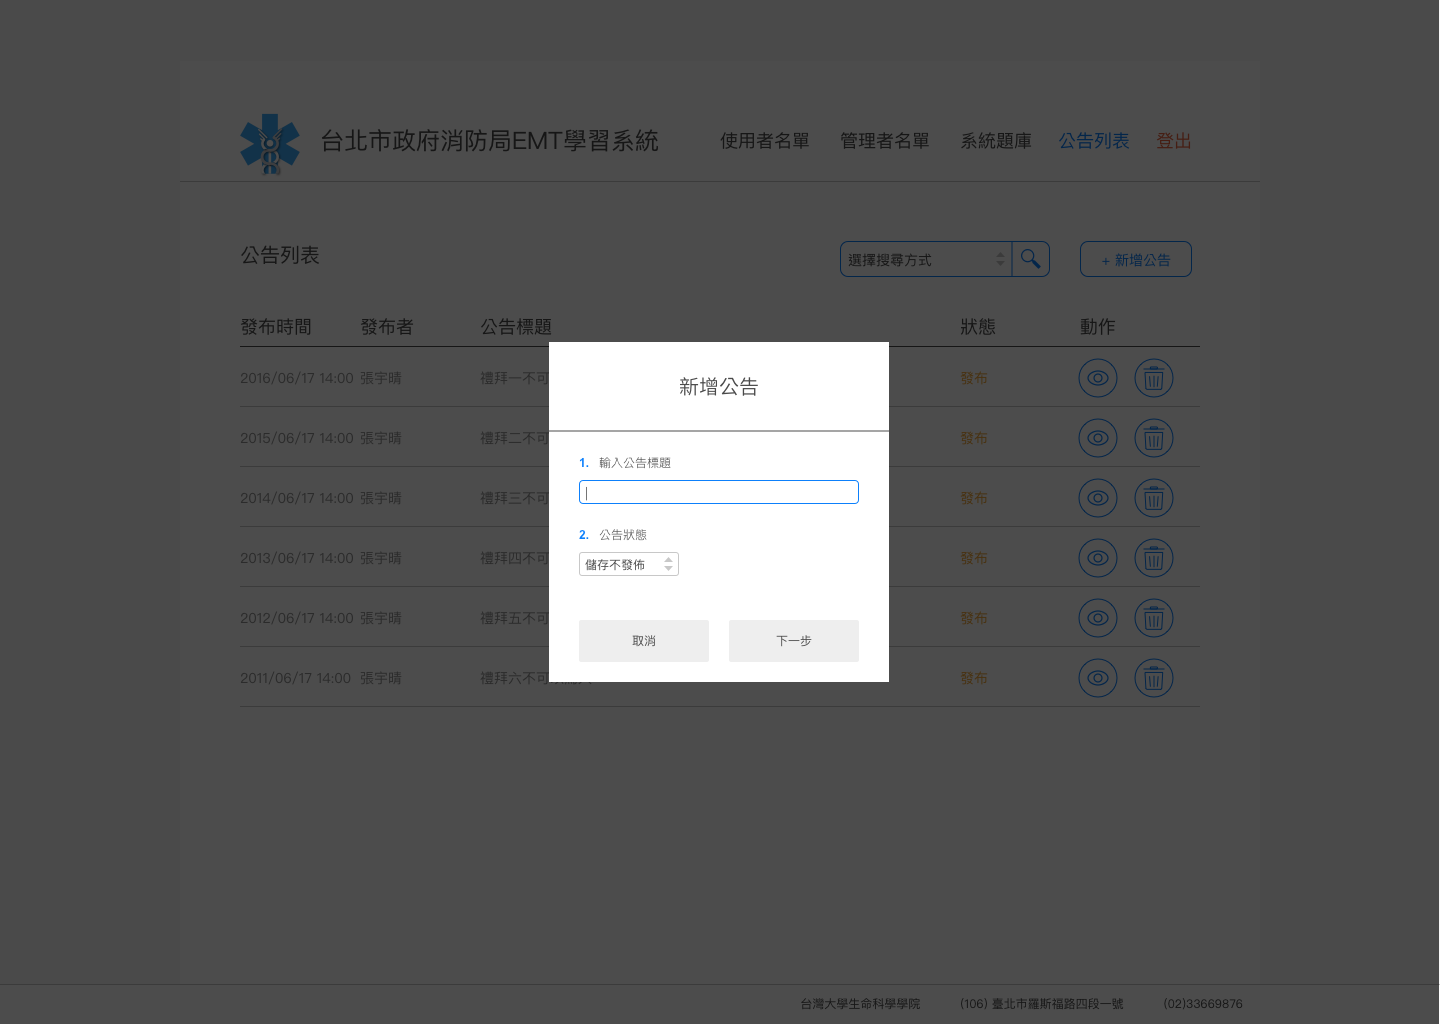 台北市政府消防局EMT學習系統
使用者名單 管理者名單 系統題庫 公告列表 登出
公告列表
選擇搜尋方式
+ 新增公告
發布時間 發布者 公告標題 狀態 動作
2016/06/17 14:00 張宇晴 禮拜一不可 發布
2015/06/17 14:00 張宇晴 禮拜二不可 發布
2014/06/17 14:00 張宇晴 禮拜三不可 發布
2013/06/17 14:00 張宇晴 禮拜四不可 發布
2012/06/17 14:00 張宇晴 禮拜五不可 發布
2011/06/17 14:00 張宇晴 禮拜六不可 發布
新增公告
1. 輸入公告標題
2. 公告狀態
儲存不發佈
取消 下一步
台灣大學生命科學學院 (106) 臺北市羅斯福路四段一號 (02)33669876